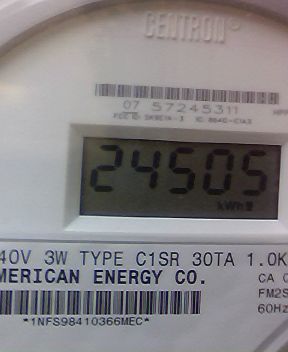 CENTRON®
07 57245311
24505
kWh
40V 3W TYPE C1SR 30TA 1.0K
MERICAN ENERGY CO.
CA
FM2S
60Hz
*1NFS98410366MEC*